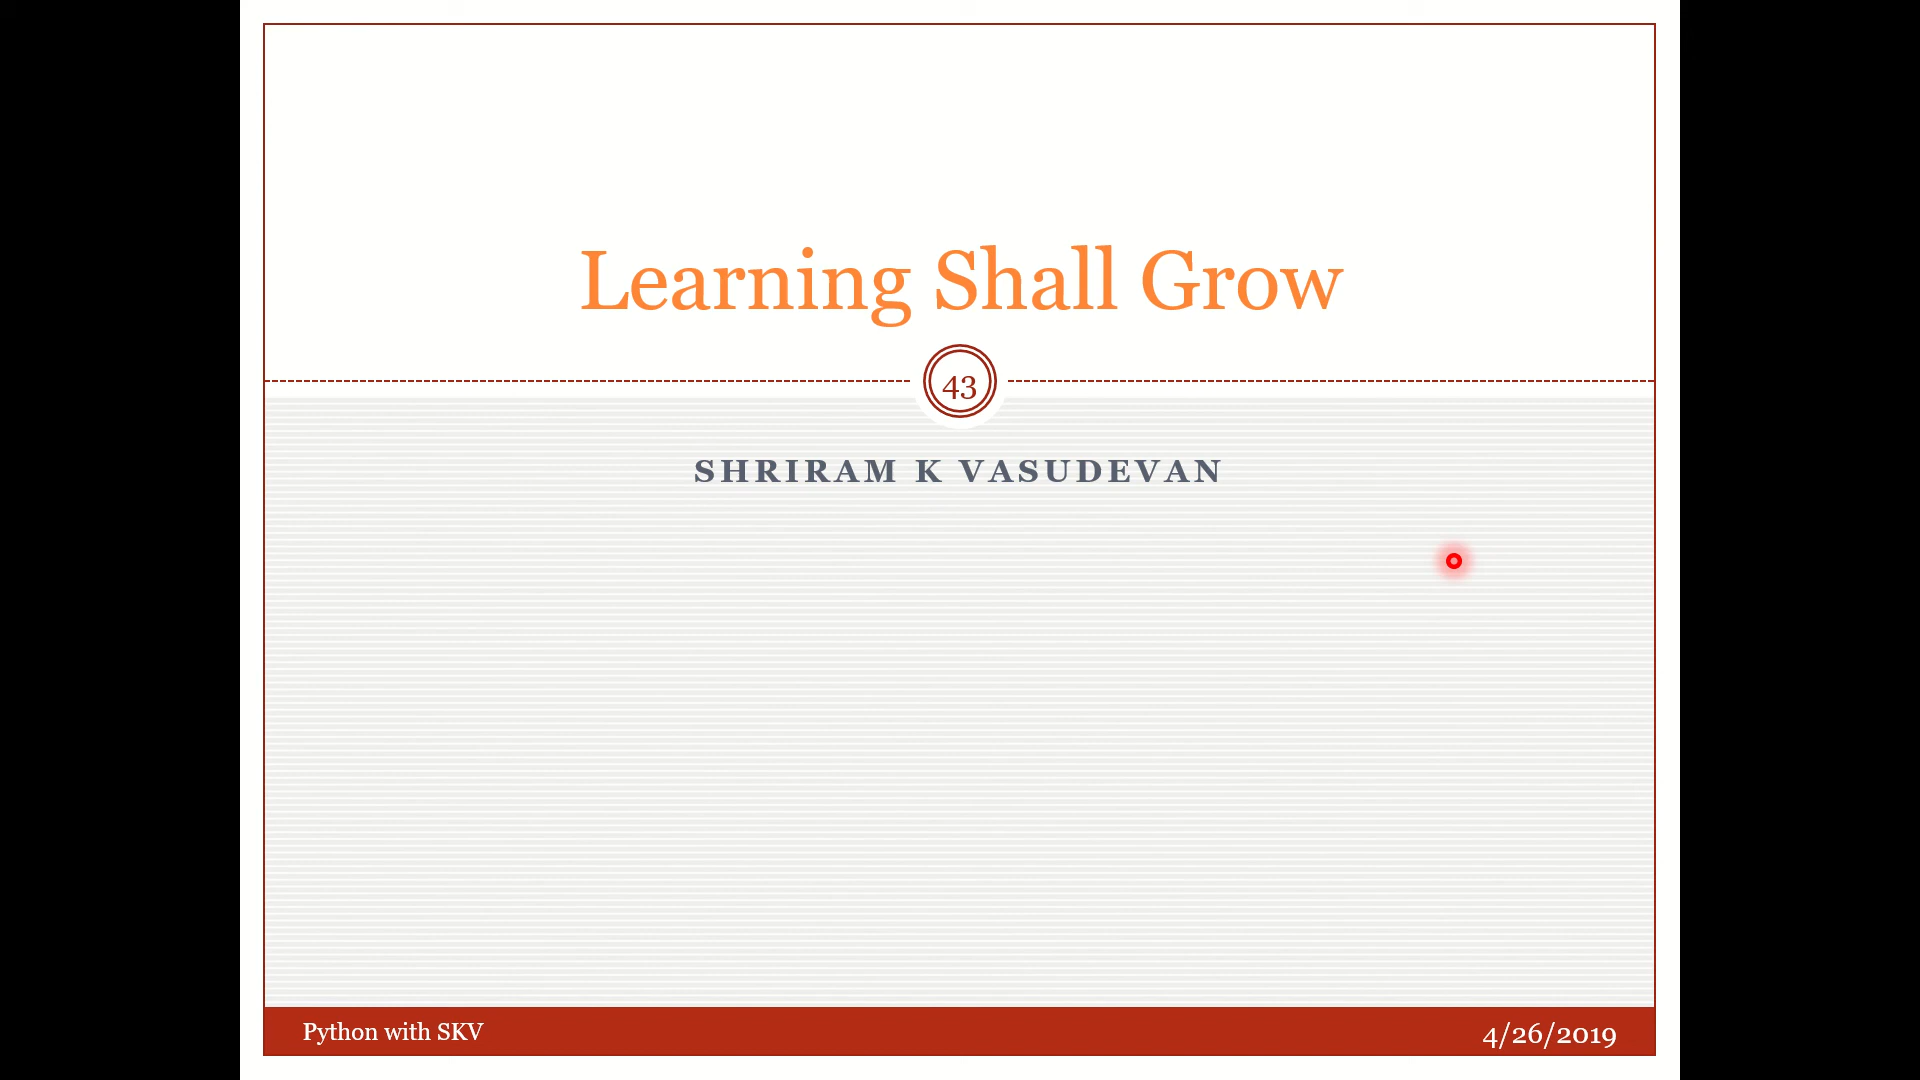 Learning Shall Grow
43
SHRIRAM K VASUDEVAN
Python with SKV
4/26/2019